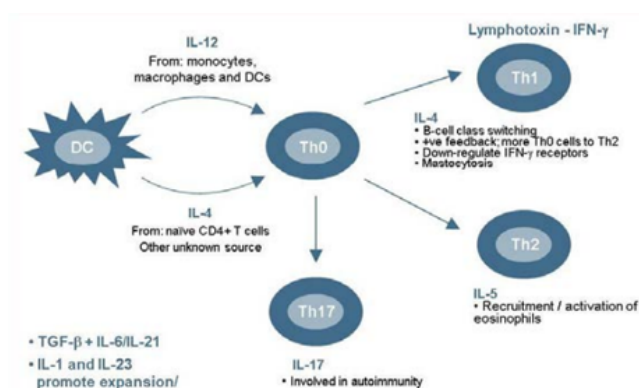 Lymphotoxin - IFN-γ
IL-12
From: monocytes,
macrophages and DCs
Th1
DC
Th0
IL-4
• B-cell class switching
• +ve feedback; more Th0 cells to Th2
• Down-regulate IFN-γ receptors
• Mastocytosis
IL-4
From: naïve CD4+ T cells
Other unknown source
Th2
Th17
IL-5
• Recruitment / activation of
eosinophils
• TGF-β + IL-6/IL-21
• IL-1 and IL-23
promote expansion/
IL-17
• Involved in autoimmunity